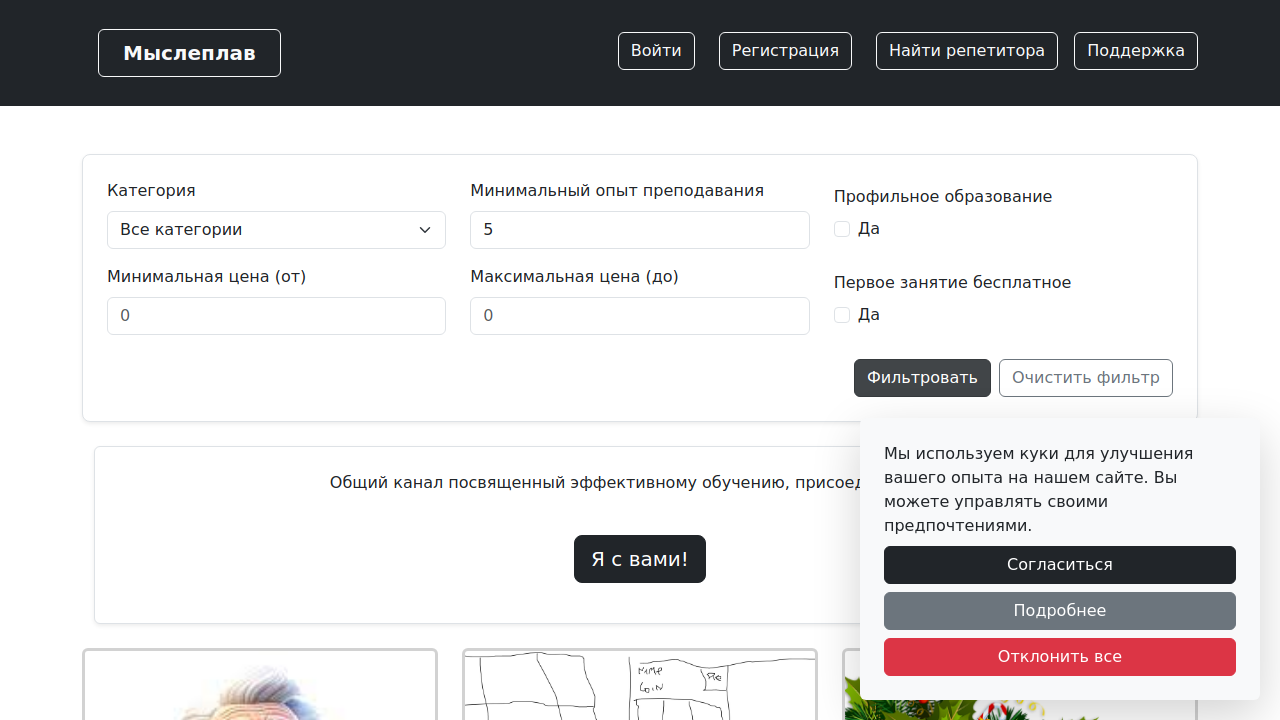 Мыслеплав
Войти
Регистрация
Найти репетитора
Поддержка
Категория
Минимальный опыт преподавания
Профильное образование
Все категории
5
Да
Минимальная цена (от)
Максимальная цена (до)
Первое занятие бесплатное
0
0
Да
Фильтровать
Очистить фильтр
Общий канал посвященный эффективному обучению,
Я с вами!
Мы используем куки для улучшения
вашего опыта на нашем сайте. Вы
можете управлять своими
предпочтениями.
Согласиться
Подробнее
Отклонить все
NAME
COIN